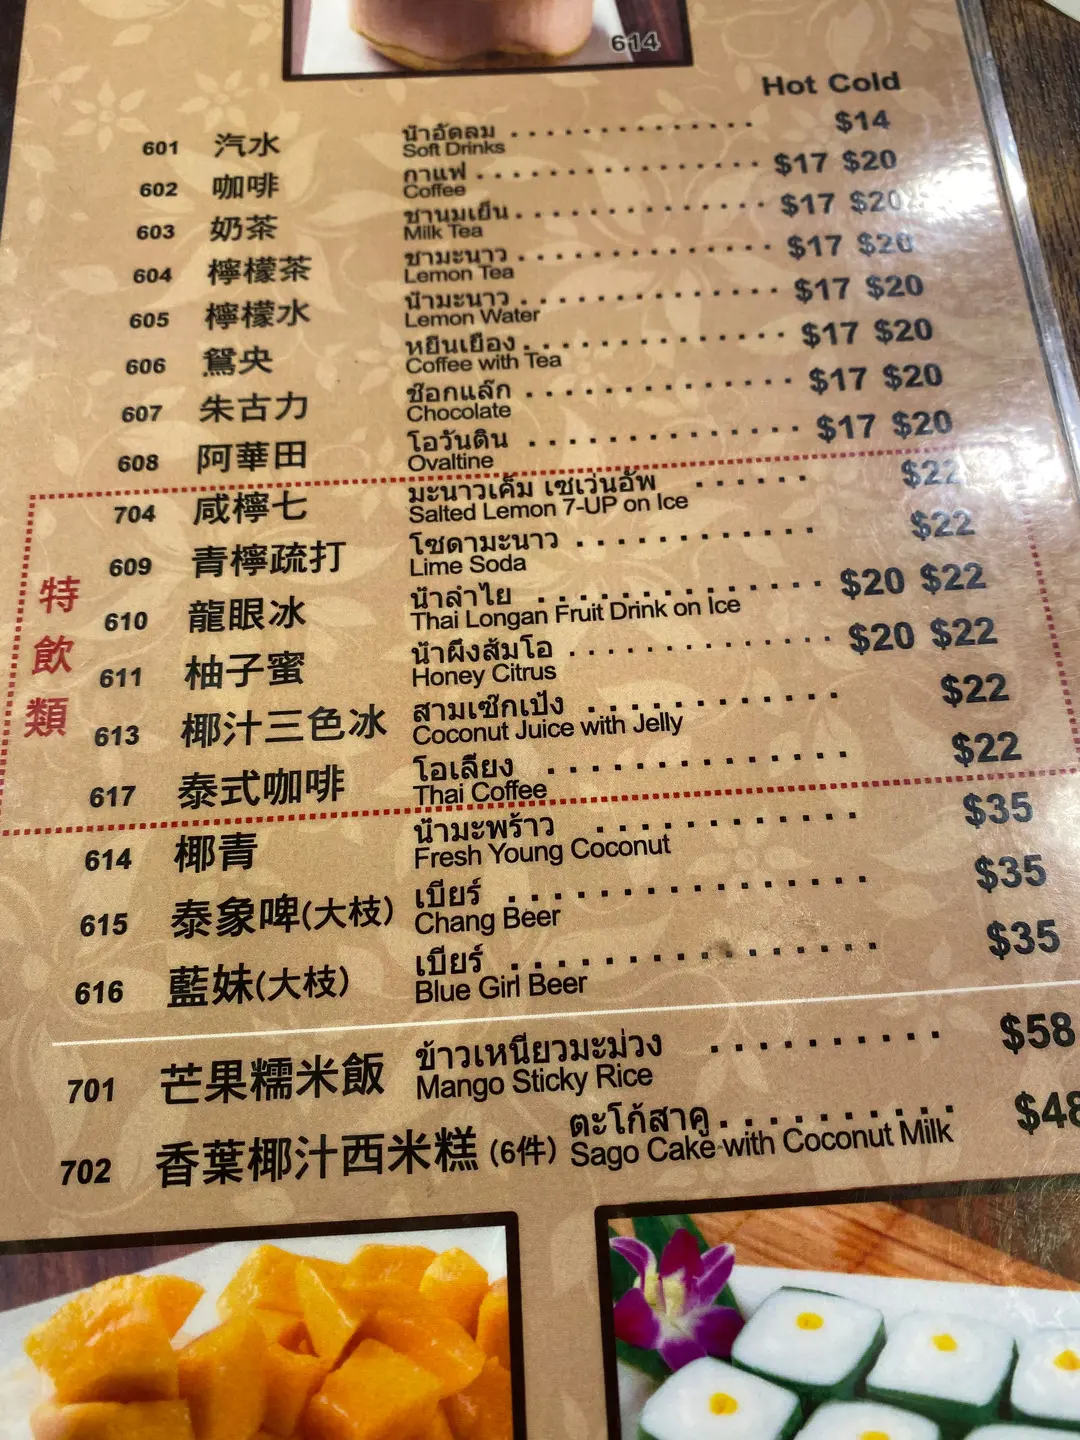 614
Hot Cold
601 汽水 น้ำอัดลม $14
Soft Drinks
602 咖啡 กาแฟ $17 $20
Coffee
603 奶茶 ชานมเย็น $17 $20
Milk Tea
604 檸檬茶 ชามะนาว $17 $20
Lemon Tea
605 檸檬水 น้ำมะนาว $17 $20
Lemon Water
606 鴛央 หยินเยือง $17 $20
Coffee with Tea
607 朱古力 ช๊อกแล๊ก $17 $20
Chocolate
608 阿華田 โอวันติน $17 $20
Ovaltine
特飲類
704 咸檸七 มะนาวเค็ม เซเว่นอัพ $22
Salted Lemon 7-UP on Ice
609 青檸疏打 โซดามะนาว $22
Lime Soda
610 龍眼冰 น้ำลำไย $20 $22
Thai Longan Fruit Drink on Ice
611 柚子蜜 น้ำผึ้งส้มโอ $20 $22
Honey Citrus
613 椰汁三色冰 สามเซ๊กเป้ง $22
Coconut Juice with Jelly
617 泰式咖啡 โอเลี้ยง $22
Thai Coffee
614 椰青 น้ำมะพร้าว $35
Fresh Young Coconut
615 泰象啤(大枝) เบียร์ $35
Chang Beer
616 藍妹(大枝) เบียร์ $35
Blue Girl Beer
701 芒果糯米飯 ข้าวเหนียวมะม่วง $58
Mango Sticky Rice
702 香葉椰汁西米糕 (6件) ตะโก้สาคู $48
Sago Cake with Coconut Milk